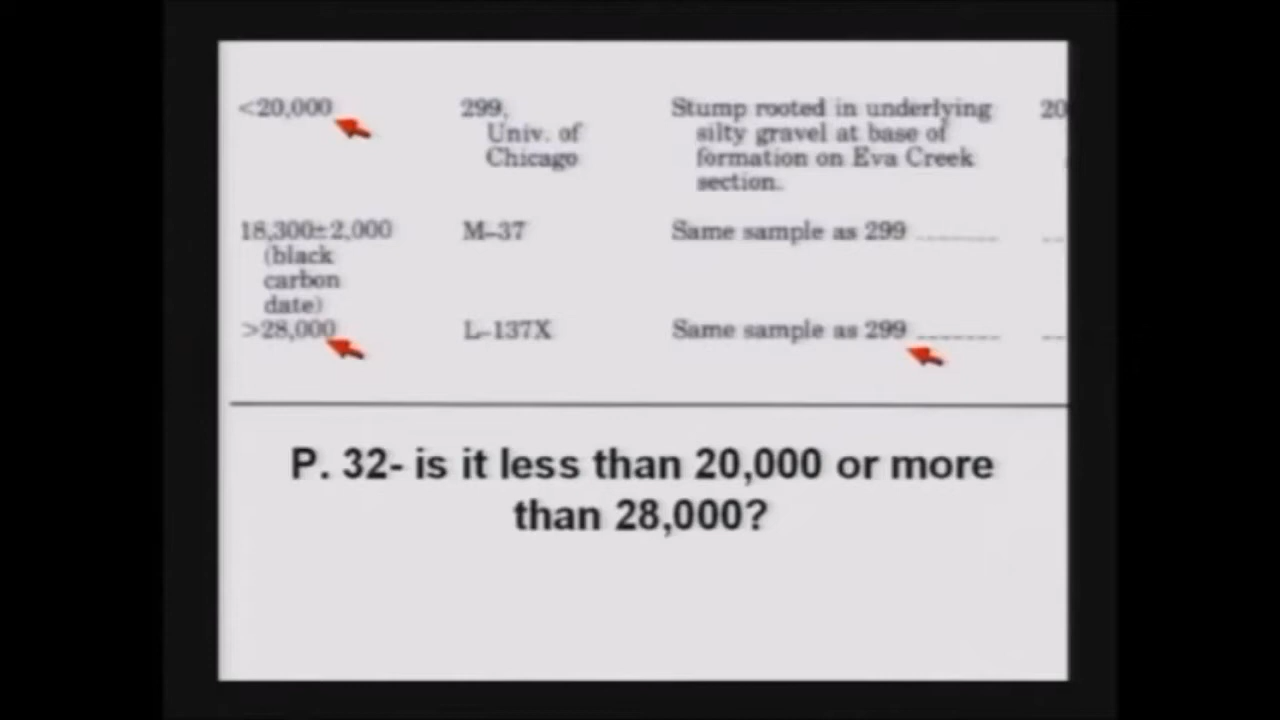 <20,000 299, Stump rooted in underlying 20
Univ. of silty gravel at base of
Chicago formation on Eva Creek
section.
18,300±2,000 M–37 Same sample as 299
(black
carbon
date)
>28,000 L–137X Same sample as 299
P. 32- is it less than 20,000 or more
than 28,000?